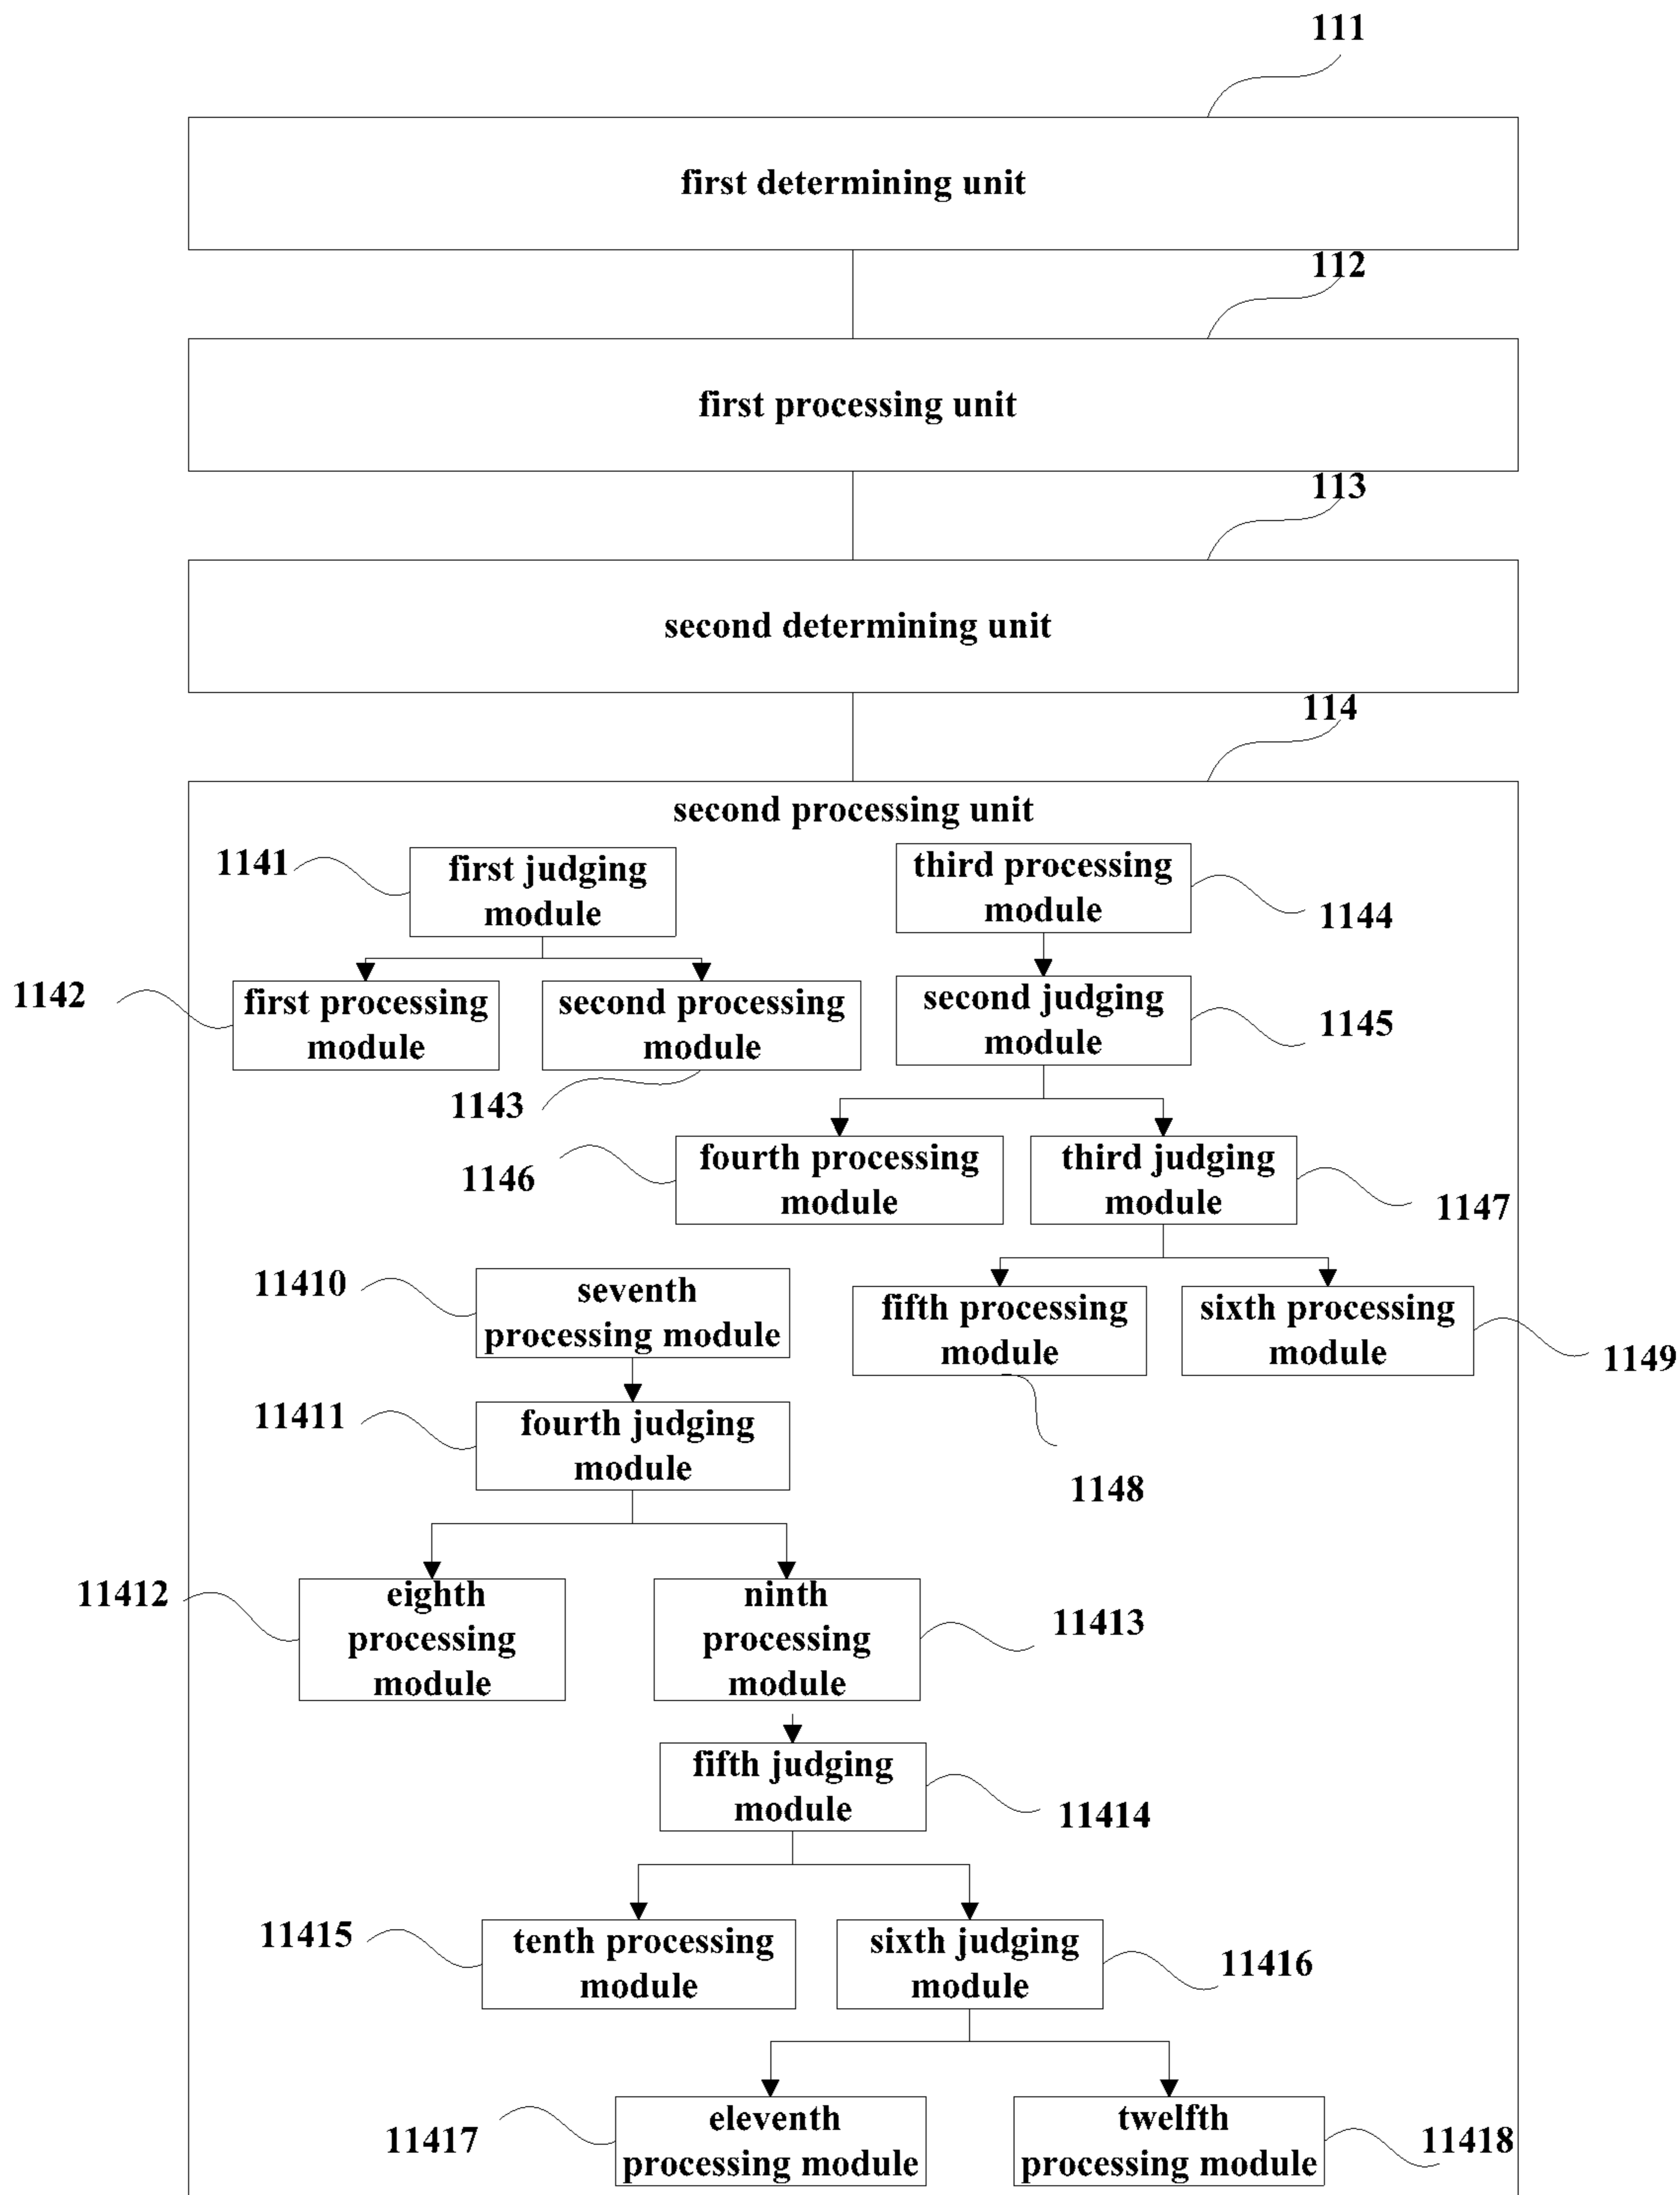 111
first determining unit
112
first processing unit
113
second determining unit
114
second processing unit
1141
first judging
module
third processing
module
1144
1142
first processing
module
second processing
module
1143
second judging
module
1145
1146
fourth processing
module
third judging
module
1147
11410
seventh
processing module
fifth processing
module
sixth processing
module
1149
11411
fourth judging
module
1148
11412
eighth
processing
module
ninth
processing
module
11413
fifth judging
module
11414
11415
tenth processing
module
sixth judging
module
11416
11417
eleventh
processing module
twelfth
processing module
11418